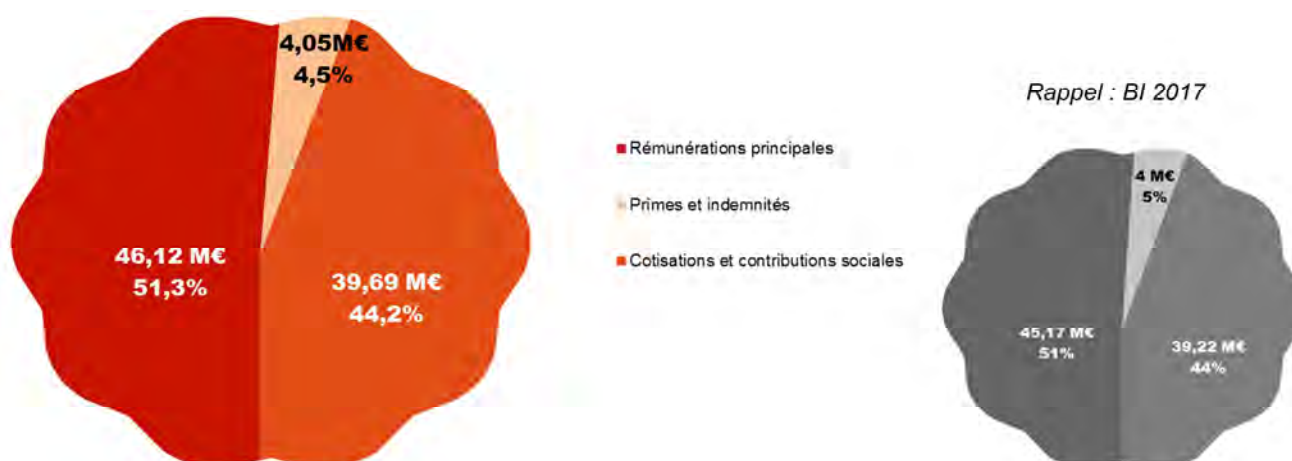 4,05M€
4,5%
46,12 M€
51,3%
39,69 M€
44,2%
Rémunérations principales
Primes et indemnités
Cotisations et contributions sociales
Rappel : BI 2017
4 M€
5%
45,17 M€
51%
39,22 M€
44%